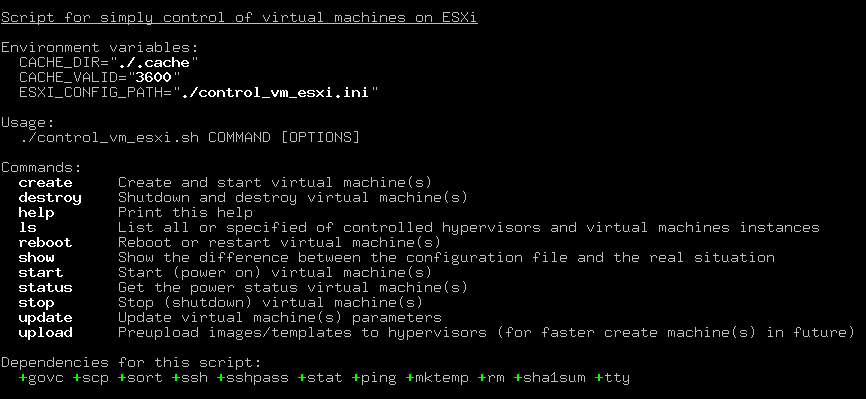 Script for simply control of virtual machines on ESXi
Environment variables:
CACHE_DIR="./.cache"
CACHE_VALID="3600"
ESXI_CONFIG_PATH="./control_vm_esxi.ini"
Usage:
./control_vm_esxi.sh COMMAND [OPTIONS]
Commands:
create Create and start virtual machine(s)
destroy Shutdown and destroy virtual machine(s)
help Print this help
ls List all or specified of controlled hypervisors and virtual machines instances
reboot Reboot or restart virtual machine(s)
show Show the difference between the configuration file and the real situation
start Start (power on) virtual machine(s)
status Get the power status virtual machine(s)
stop Stop (shutdown) virtual machine(s)
update Update virtual machine(s) parameters
upload Preupload images/templates to hypervisors (for faster create machine(s) in future)
Dependencies for this script:
+govc +scp +sort +ssh +sshpass +stat +ping +mktemp +rm +sha1sum +tty